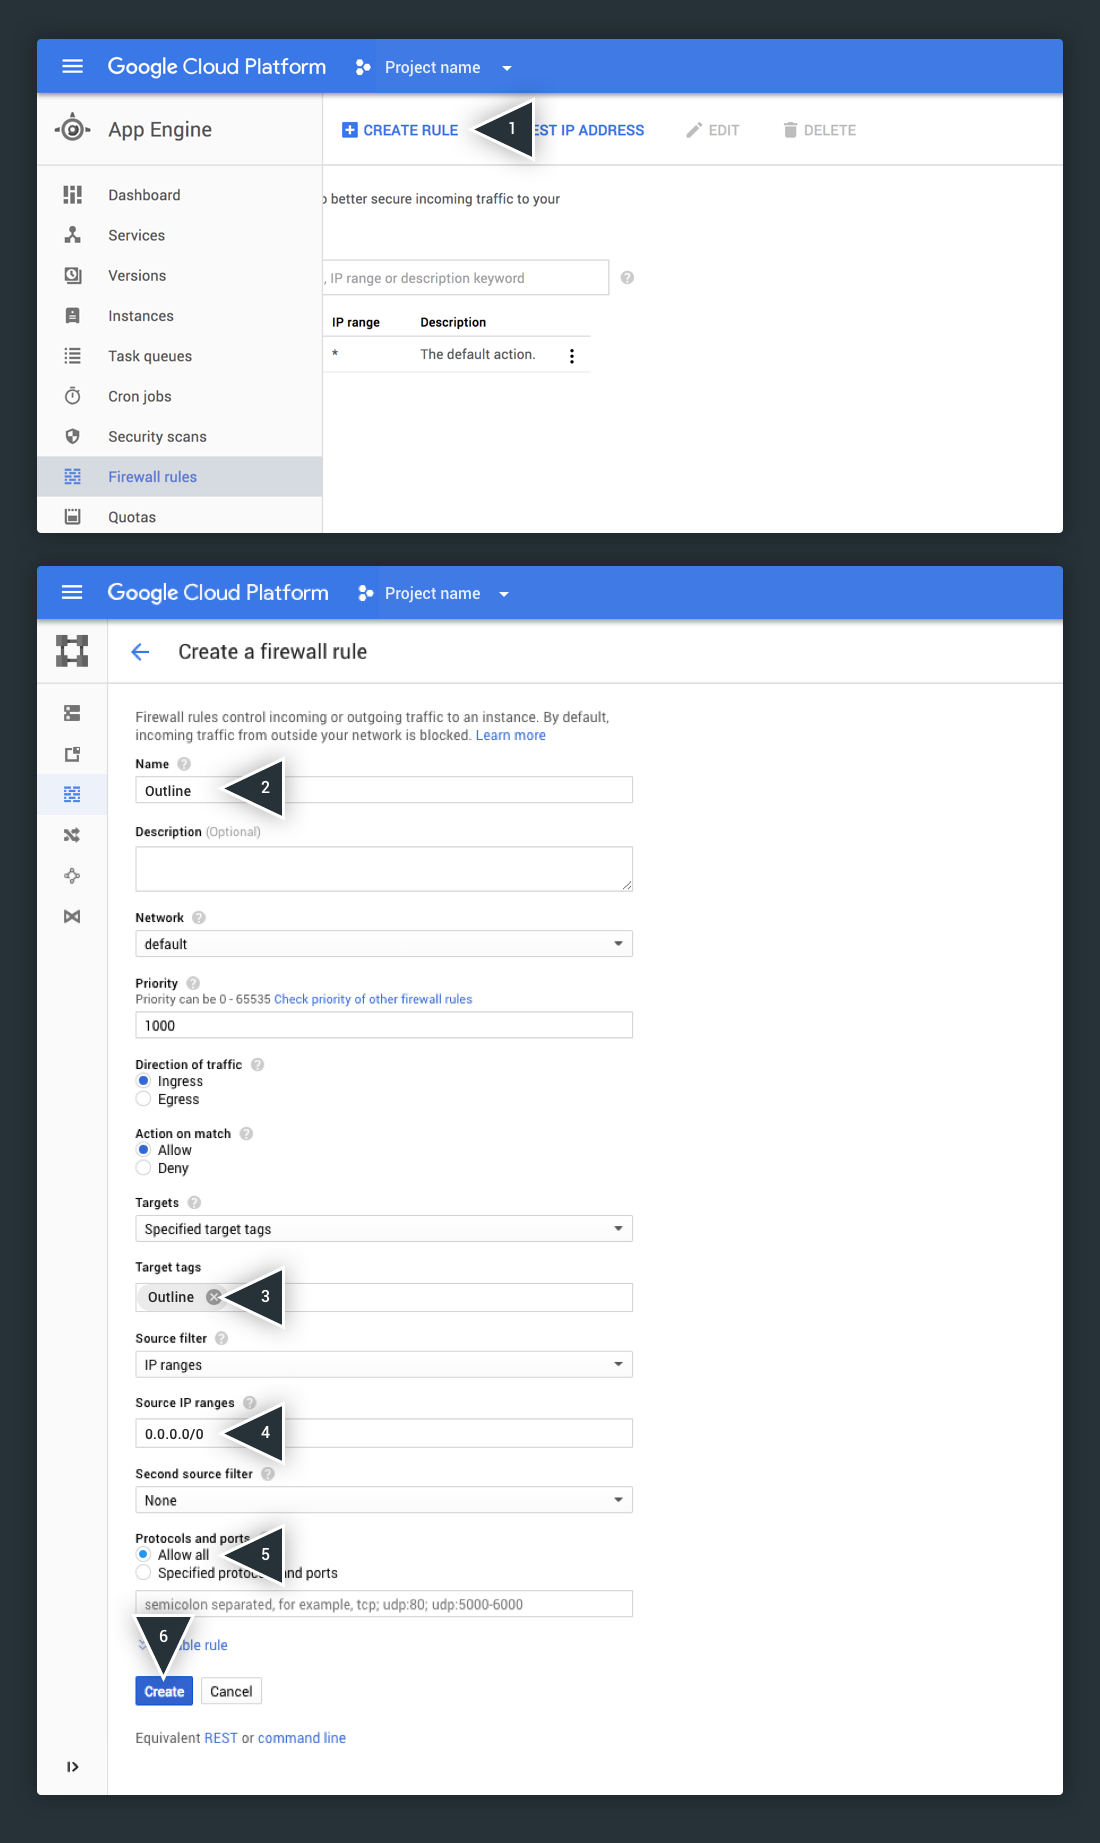 Google Cloud Platform Project name
App Engine
CREATE RULE 1 EST IP ADDRESS EDIT DELETE
Dashboard
Services
Versions
Instances
Task queues
Cron jobs
Security scans
Firewall rules
Quotas
better secure incoming traffic to your
, IP range or description keyword ?
IP range Description
* The default action.
Google Cloud Platform Project name
Create a firewall rule
Firewall rules control incoming or outgoing traffic to an instance. By default,
incoming traffic from outside your network is blocked. Learn more
Name ?
Outline 2
Description (Optional)
Network ?
default
Priority ?
Priority can be 0 - 65535 Check priority of other firewall rules
1000
Direction of traffic ?
Ingress
Egress
Action on match ?
Allow
Deny
Targets ?
Specified target tags
Target tags
Outline 3
Source filter ?
IP ranges
Source IP ranges ?
0.0.0.0/0 4
Second source filter ?
None
Protocols and ports
Allow all 5
Specified protoc nd ports
semicolon separated, for example, tcp; udp:80; udp:5000-6000
6
ble rule
Create Cancel
Equivalent REST or command line